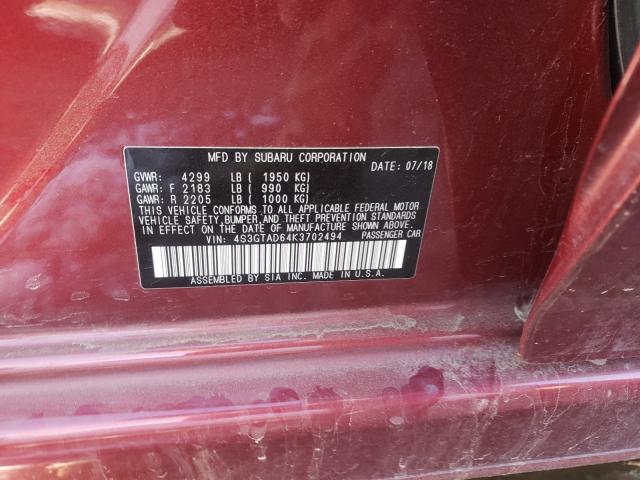 MFD BY SUBARU CORPORATION
DATE: 07/18
GVWR: 4299 LB ( 1950 KG)
GAWR: F 2183 LB ( 990 KG)
GAWR: R 2205 LB ( 1000 KG)
THIS VEHICLE CONFORMS TO ALL APPLICABLE FEDERAL MOTOR
VEHICLE SAFETY, BUMPER, AND THEFT PREVENTION STANDARDS
IN EFFECT ON THE DATE OF MANUFACTURE SHOWN ABOVE.
VIN: 4S3GTAD64K3702494 PASSENGER CAR
ASSEMBLED BY SIA INC. MADE IN U.S.A.